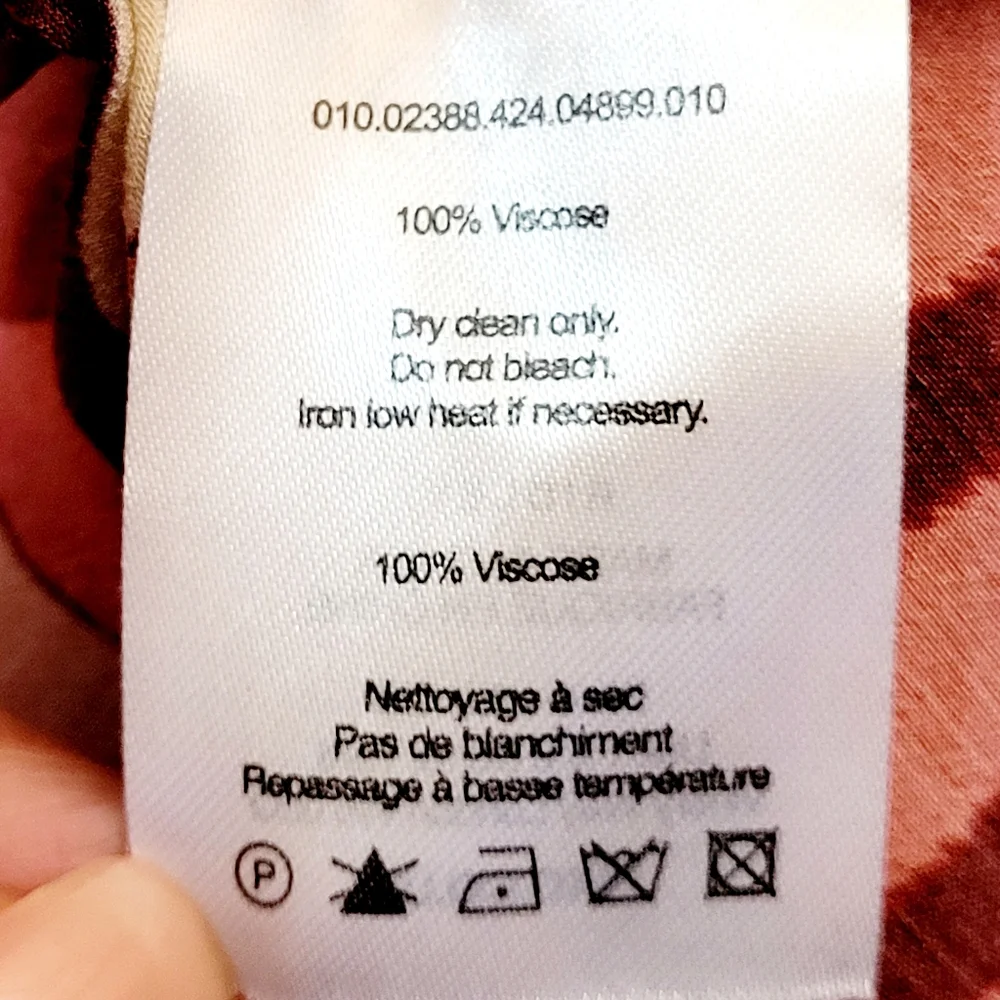 010.02388.424.04899.010
100% Viscose
Dry clean only.
Do not bleach.
Iron low heat if necessary.
100% Viscose
Nettoyage à sec
Pas de blanchiment
Repassage à basse température
P